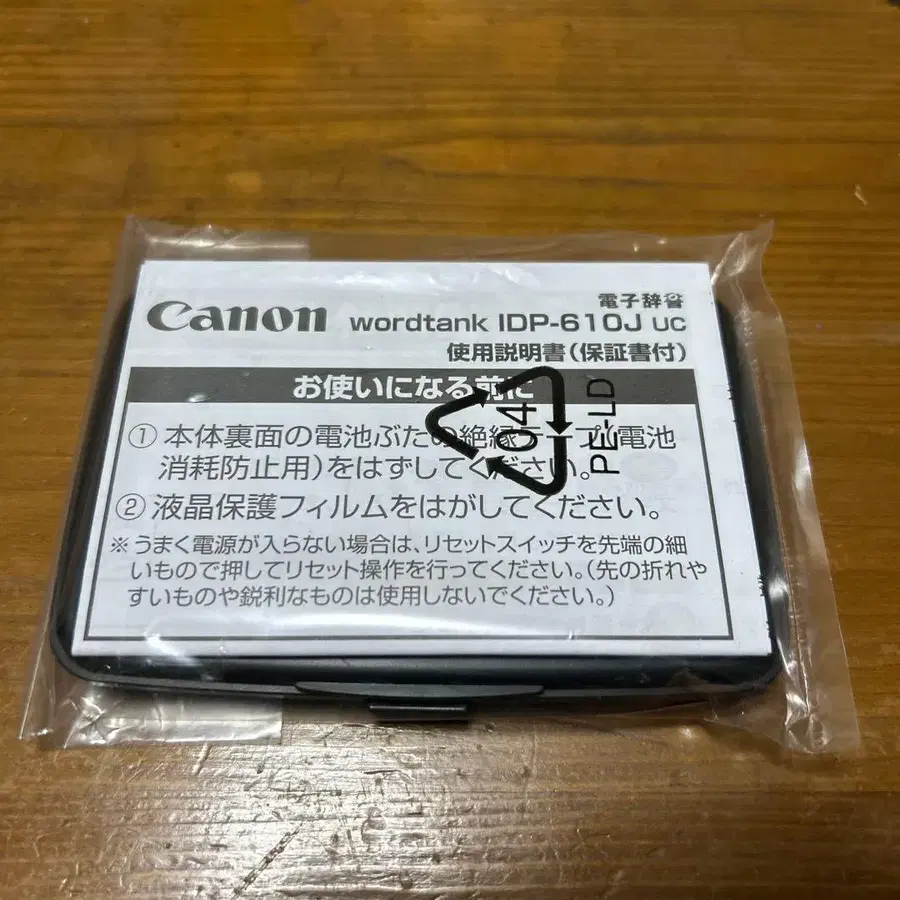 電子辞書
Canon wordtank IDP-610J UC
使用説明書(保証書付)
お使いになる前に
① 本体裏面の電池ぶたの絶縁テープ(電池
消耗防止用)をはずしてください。
② 液晶保護フィルムをはがしてください。
※うまく電源が入らない場合は、リセットスイッチを先端の細
いもので押してリセット操作を行ってください。(先の折れや
すいものや鋭利なものは使用しないでください。)
04
PE-LD